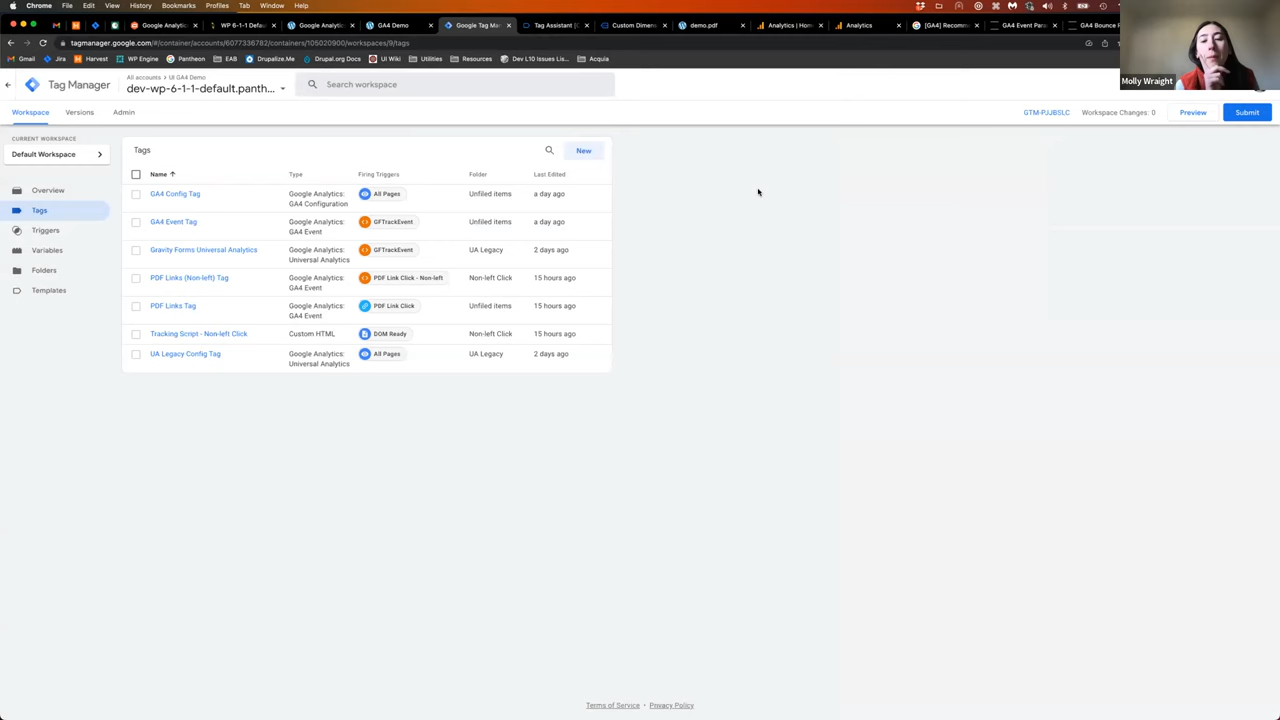 Chrome File Edit View History Bookmarks Profiles Tab Window Help
Google Analytic WP 6-1-1 Defau Google Analytic GA4 Demo Google Tag Man Tag Assistant [ Custom Dimens demo.pdf Analytics | Hom Analytics [GA4] Recomm GA4 Event Para GA4 Bounce R
tagmanager.google.com/#/container/accounts/6077336782/containers/105020900/workspaces/9/tags
Gmail Jira Harvest WP Engine Pantheon EAB Drupalize.Me Drupal.org Docs UI Wiki Utilities Resources Dev L10 Issues Lis... Acquia
Molly Wraight
All accounts > UI GA4 Demo
Tag Manager dev-wp-6-1-1-default.panth... Search workspace
Workspace Versions Admin GTM-PJJBSLC Workspace Changes: 0 Preview Submit
CURRENT WORKSPACE
Default Workspace
Overview
Tags
Triggers
Variables
Folders
Templates
Tags New
Name Type Firing Triggers Folder Last Edited
GA4 Config Tag Google Analytics: GA4 Configuration All Pages Unfiled items a day ago
GA4 Event Tag Google Analytics: GA4 Event GFTrackEvent Unfiled items a day ago
Gravity Forms Universal Analytics Google Analytics: Universal Analytics GFTrackEvent UA Legacy 2 days ago
PDF Links (Non-left) Tag Google Analytics: GA4 Event PDF Link Click - Non-left Non-left Click 15 hours ago
PDF Links Tag Google Analytics: GA4 Event PDF Link Click Unfiled items 15 hours ago
Tracking Script - Non-left Click Custom HTML DOM Ready Non-left Click 15 hours ago
UA Legacy Config Tag Google Analytics: Universal Analytics All Pages UA Legacy 2 days ago
Terms of Service · Privacy Policy